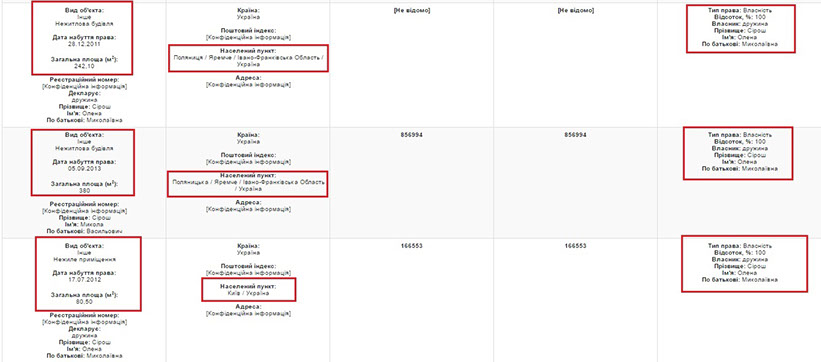 Вид об'єкта:
Інше
Нежитлова будівля
Дата набуття права:
28.12.2011
Загальна площа (м²):
242,10
Реєстраційний номер:
[Конфіденційна інформація]
Декларує:
дружина
Прізвище: Сірош
Ім'я: Олена
По батькові: Миколаївна
Країна:
Україна
Поштовий індекс:
[Конфіденційна інформація]
Населений пункт:
Поляниця / Яремче / Івано-Франківська Область /
Україна
Адреса:
[Конфіденційна інформація]
[Не відомо]
[Не відомо]
Тип права: Власність
Відсоток, %: 100
Власник: дружина
Прізвище: Сірош
Ім'я: Олена
По батькові: Миколаївна
Вид об'єкта:
Інше
Нежитлова будівля
Дата набуття права:
05.09.2013
Загальна площа (м²):
380
Реєстраційний номер:
[Конфіденційна інформація]
Прізвище: Сірош
Ім'я: Микола
По батькові: Васильович
Країна:
Україна
Поштовий індекс:
[Конфіденційна інформація]
Населений пункт:
Поляницька / Яремче / Івано-Франківська Область
/ Україна
Адреса:
[Конфіденційна інформація]
856994
856994
Тип права: Власність
Відсоток, %: 100
Власник: дружина
Прізвище: Сірош
Ім'я: Олена
По батькові: Миколаївна
Вид об'єкта:
Інше
Нежиле приміщення
Дата набуття права:
17.07.2012
Загальна площа (м²):
80,50
Реєстраційний номер:
[Конфіденційна інформація]
Декларує:
дружина
Прізвище: Сірош
Ім'я: Олена
По батькові: Миколаївна
Країна:
Україна
Поштовий індекс:
[Конфіденційна інформація]
Населений пункт:
Київ / Україна
Адреса:
[Конфіденційна інформація]
166553
166553
Тип права: Власність
Відсоток, %: 100
Власник: дружина
Прізвище: Сірош
Ім'я: Олена
По батькові: Миколаївна